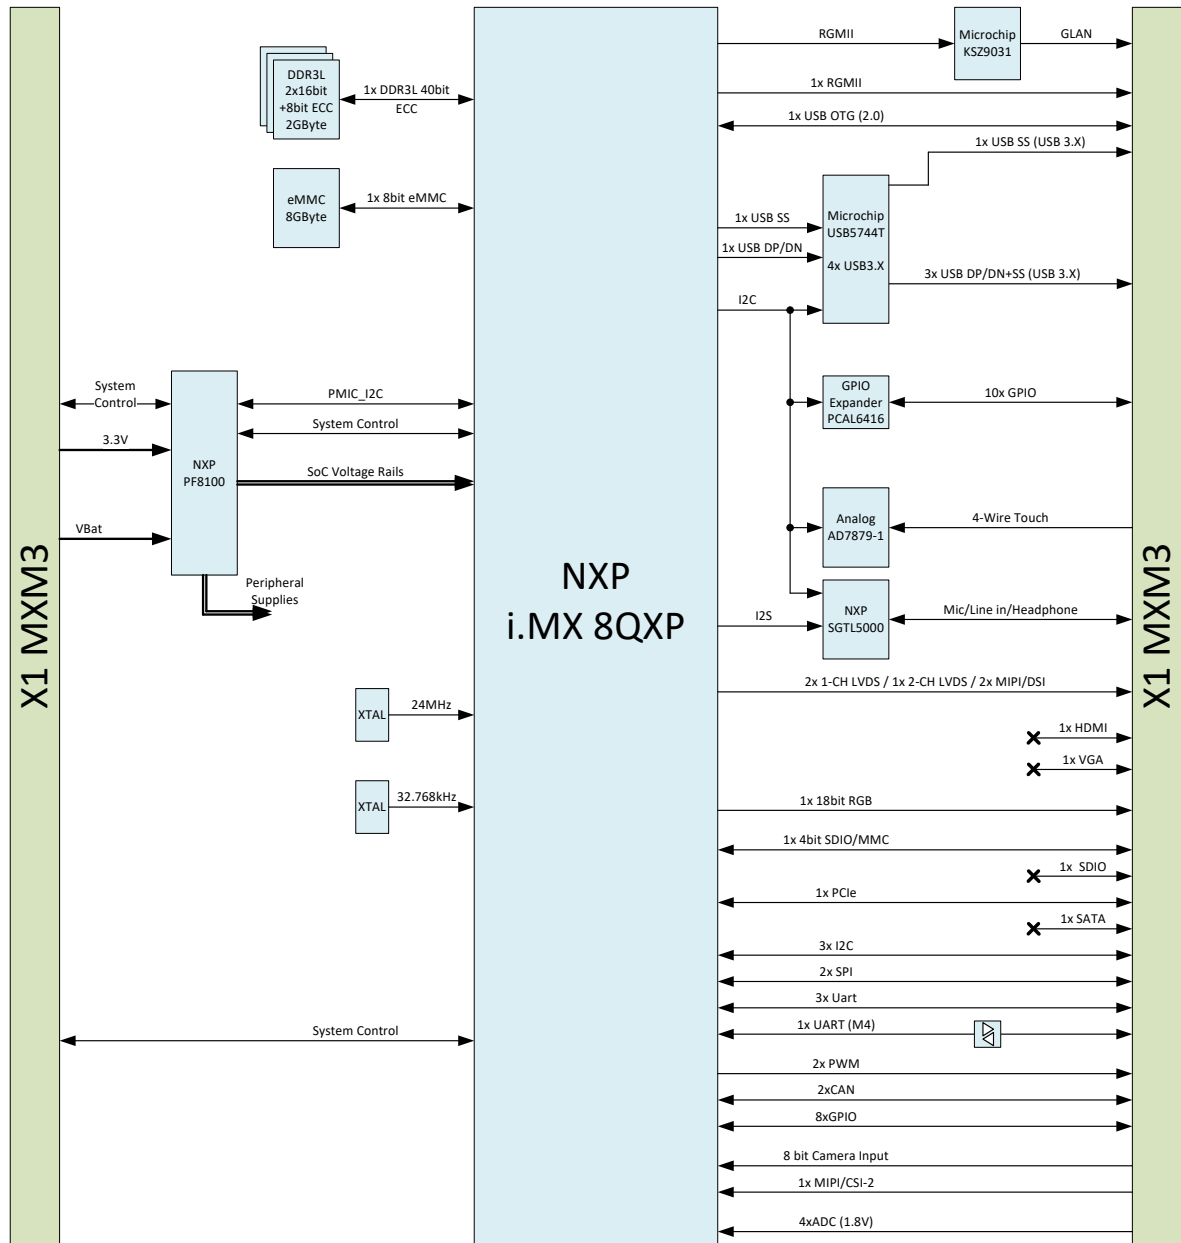 X1 MXM3
DDR3L
2x16bit
+8bit ECC
2GByte
1x DDR3L 40bit
ECC
eMMC
8GByte
1x 8bit eMMC
System
Control
3.3V
VBat
NXP
PF8100
PMIC_I2C
System Control
SoC Voltage Rails
Peripheral
Supplies
XTAL
24MHz
XTAL
32.768kHz
System Control
NXP
i.MX 8QXP
RGMII
Microchip
KSZ9031
GLAN
1x RGMII
1x USB OTG (2.0)
1x USB SS (USB 3.X)
1x USB SS
1x USB DP/DN
Microchip
USB5744T
4x USB3.X
3x USB DP/DN+SS (USB 3.X)
I2C
GPIO
Expander
PCAL6416
10x GPIO
Analog
AD7879-1
4-Wire Touch
I2S
NXP
SGTL5000
Mic/Line in/Headphone
2x 1-CH LVDS / 1x 2-CH LVDS / 2x MIPI/DSI
1x HDMI
1x VGA
1x 18bit RGB
1x 4bit SDIO/MMC
1x  SDIO
1x PCIe
1x SATA
3x I2C
2x SPI
3x Uart
1x UART (M4)
2x PWM
2xCAN
8xGPIO
8 bit Camera Input
1x MIPI/CSI-2
4xADC (1.8V)
X1 MXM3